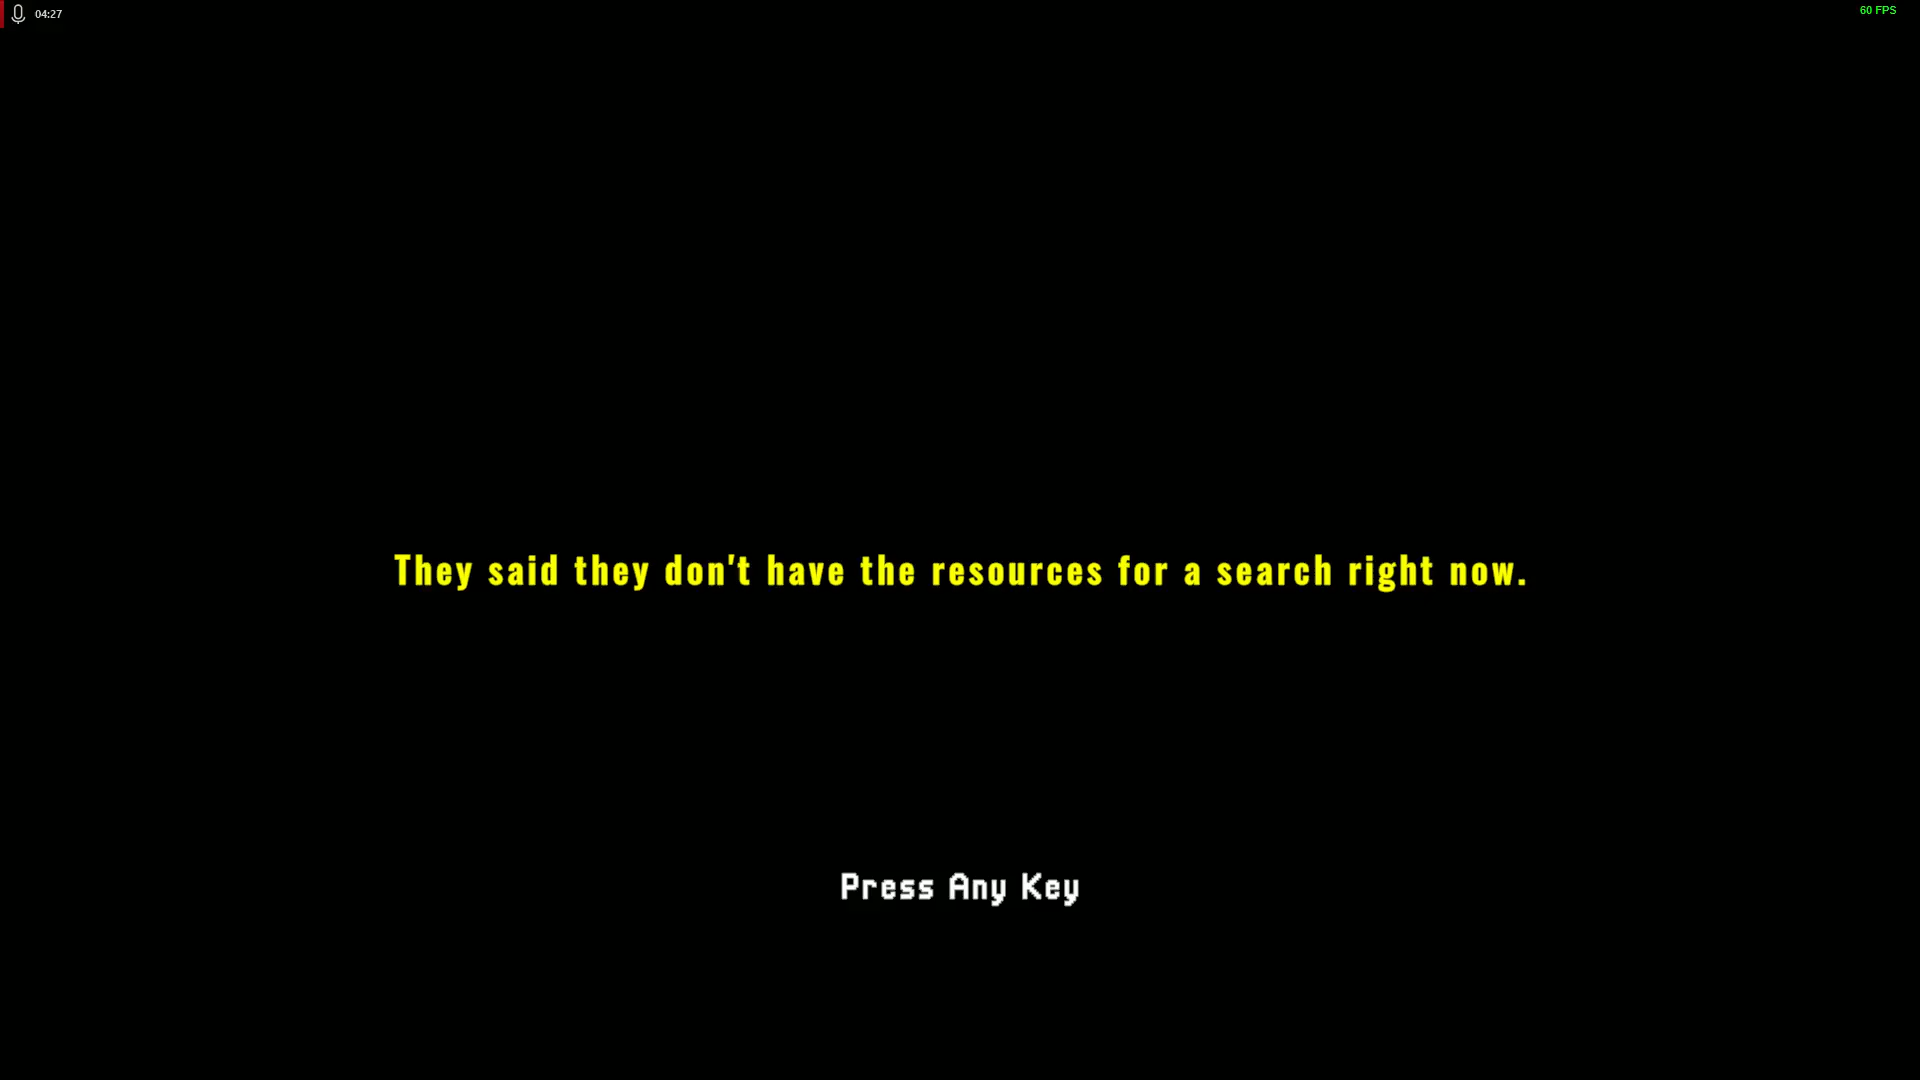 04:27
60 FPS
They said they don't have the resources for a search right now.
Press Any Key